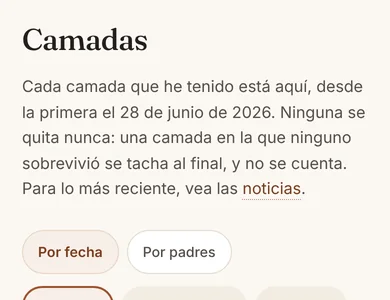 Camadas
Cada camada que he tenido está aquí, desde
la primera el 28 de junio de 2026. Ninguna se
quita nunca: una camada en la que ninguno
sobrevivió se tacha al final, y no se cuenta.
Para lo más reciente, vea las noticias.
Por fecha
Por padres